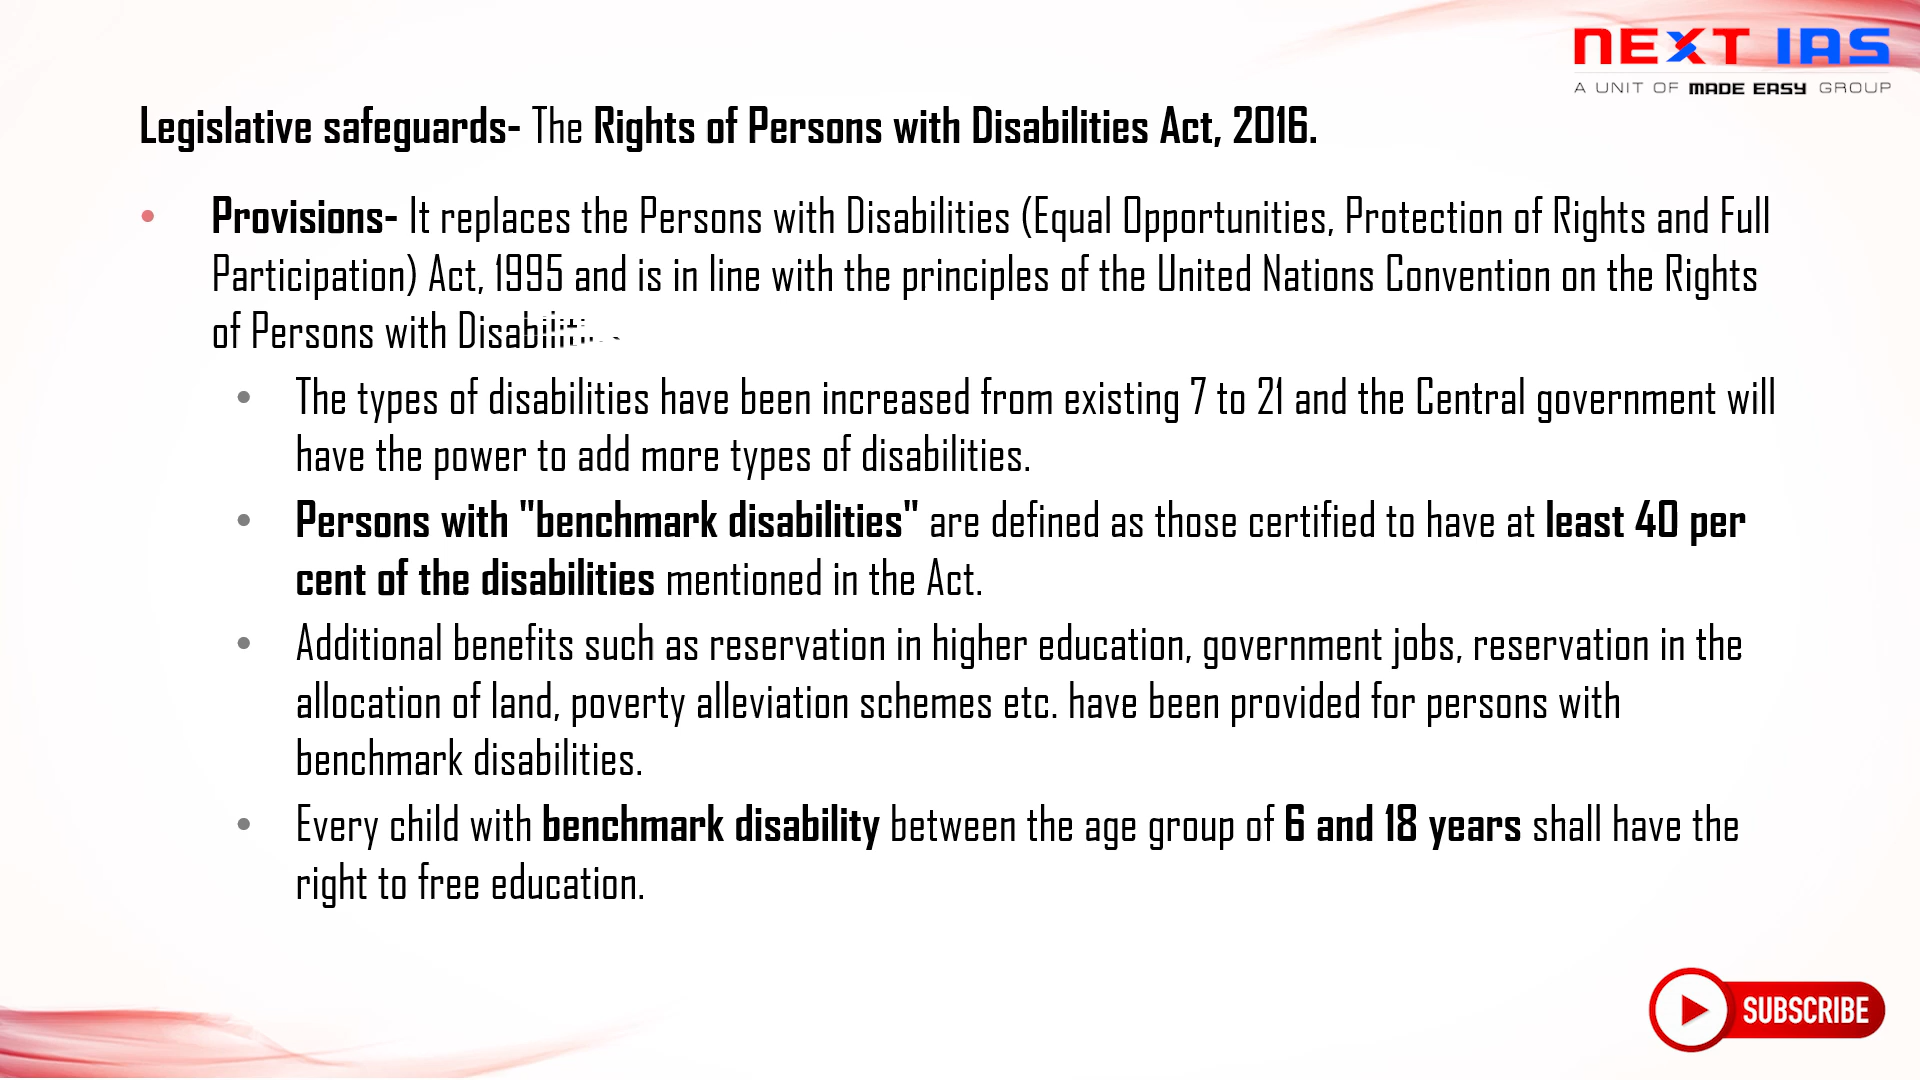 NEXT IAS
A UNIT OF MADE EASY GROUP
Legislative safeguards- The Rights of Persons with Disabilities Act, 2016.
• Provisions- It replaces the Persons with Disabilities (Equal Opportunities, Protection of Rights and Full
Participation) Act, 1995 and is in line with the principles of the United Nations Convention on the Rights
of Persons with
• The types of disabilities have been increased from existing 7 to 21 and the Central government will
have the power to add more types of disabilities.
• Persons with "benchmark disabilities" are defined as those certified to have at least 40 per
cent of the disabilities mentioned in the Act.
• Additional benefits such as reservation in higher education, government jobs, reservation in the
allocation of land, poverty alleviation schemes etc. have been provided for persons with
benchmark disabilities.
• Every child with benchmark disability between the age group of 6 and 18 years shall have the
right to free education.
SUBSCRIBE